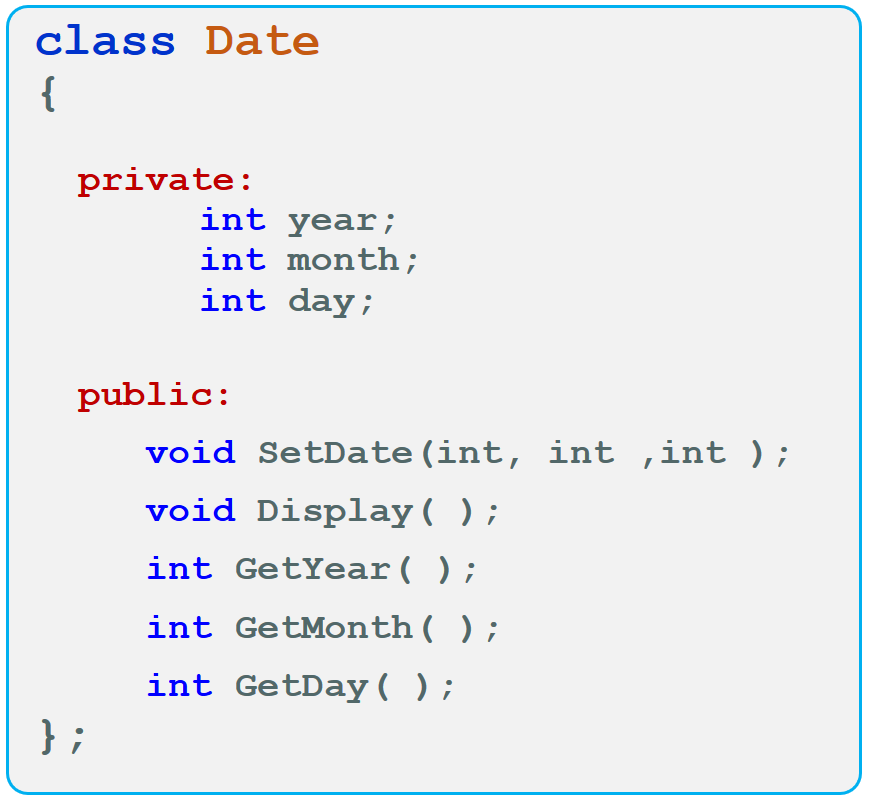 class Date
{
private:
int year;
int month;
int day;
public:
void SetDate(int, int ,int );
void Display( );
int GetYear( );
int GetMonth( );
int GetDay( );
};